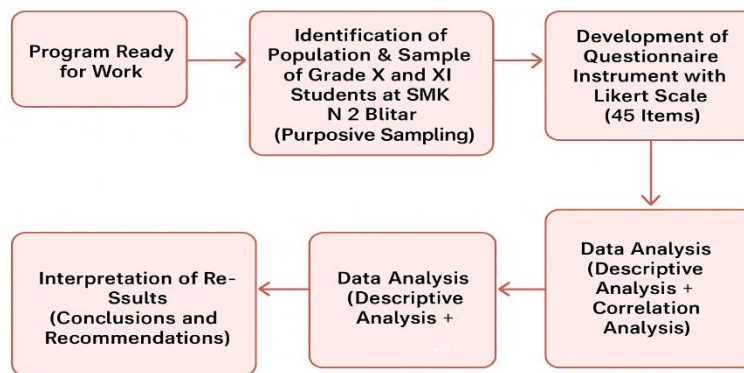 Program Ready
for Work
Identification of
Population & Sample
of Grade X and XI
Students at SMK
N 2 Blitar
(Purposive Sampling)
Development of
Questionnaire
Instrument with
Likert Scale
(45 Items)
Data Analysis
(Descriptive
Analysis +
Correlation
Analysis)
Data Analysis
(Descriptive
Analysis +
Interpretation of Re-
Ssults
(Conclusions and
Recommendations)